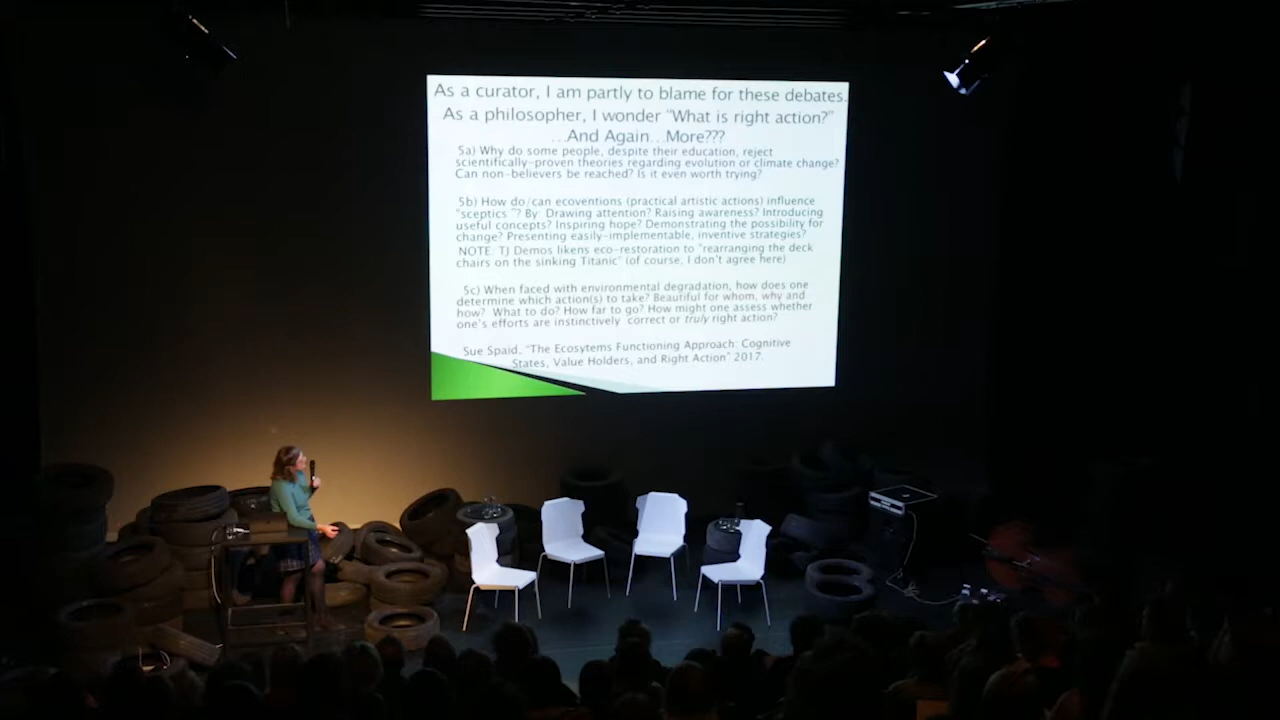 As a curator, I am partly to blame for these debates.
As a philosopher, I wonder "What is right action?"
...And Again...More???
5a) Why do some people, despite their education, reject
scientifically-proven theories regarding evolution or climate change?
Can non-believers be reached? Is it even worth trying?
5b) How do/can ecoventions (practical artistic actions) influence
"sceptics"? By: Drawing attention? Raising awareness? Introducing
useful concepts? Inspiring hope? Demonstrating the possibility for
change? Presenting easily-implementable, inventive strategies?
NOTE: TJ Demos likens eco-restoration to "rearranging the deck
chairs on the sinking Titanic" (of course, I don't agree here)
5c) When faced with environmental degradation, how does one
determine which action(s) to take? Beautiful for whom, why and
how? What to do? How far to go? How might one assess whether
one's efforts are instinctively correct or truly right action?
Sue Spaid, "The Ecosytems Functioning Approach: Cognitive
States, Value Holders, and Right Action" 2017.